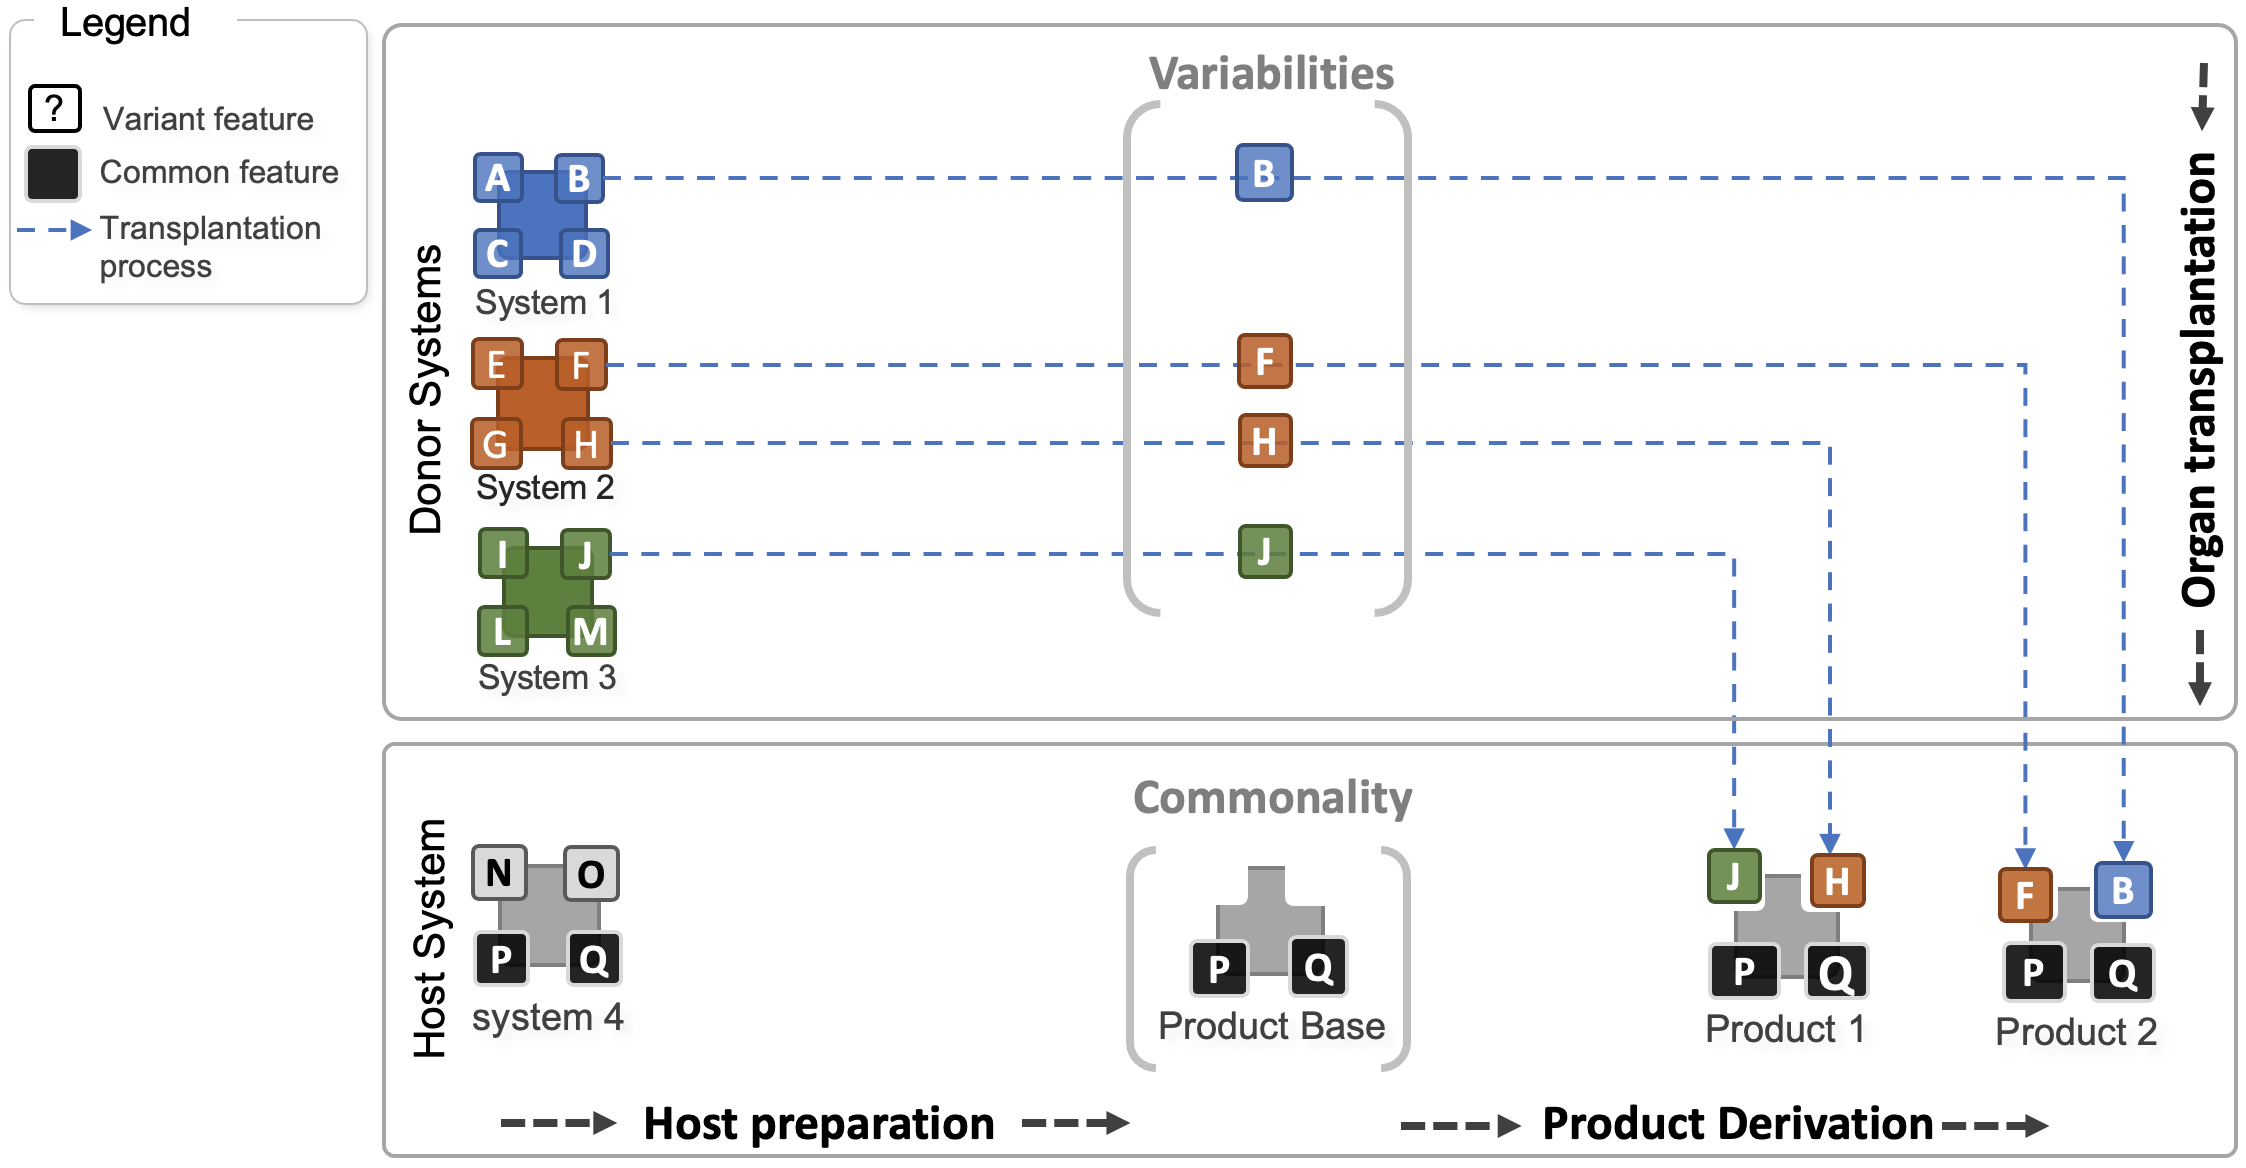 Legend
?
Variant feature
Common feature
Transplantation
process
Variabilities
Donor Systems
A B
C D
System 1
B
E F
G H
System 2
F
H
I J
L M
System 3
J
Organ transplantation
Host System
N O
P Q
system 4
Commonality
P Q
Product Base
J H
P Q
Product 1
F B
P Q
Product 2
Host preparation
Product Derivation